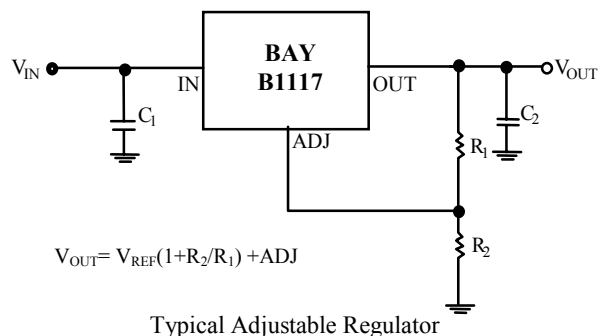 BAY
B1117
V_IN
IN
OUT
V_OUT
C_1
ADJ
R_1
C_2
R_2
V_OUT= V_REF(1+R_2/R_1) +ADJ
Typical Adjustable Regulator